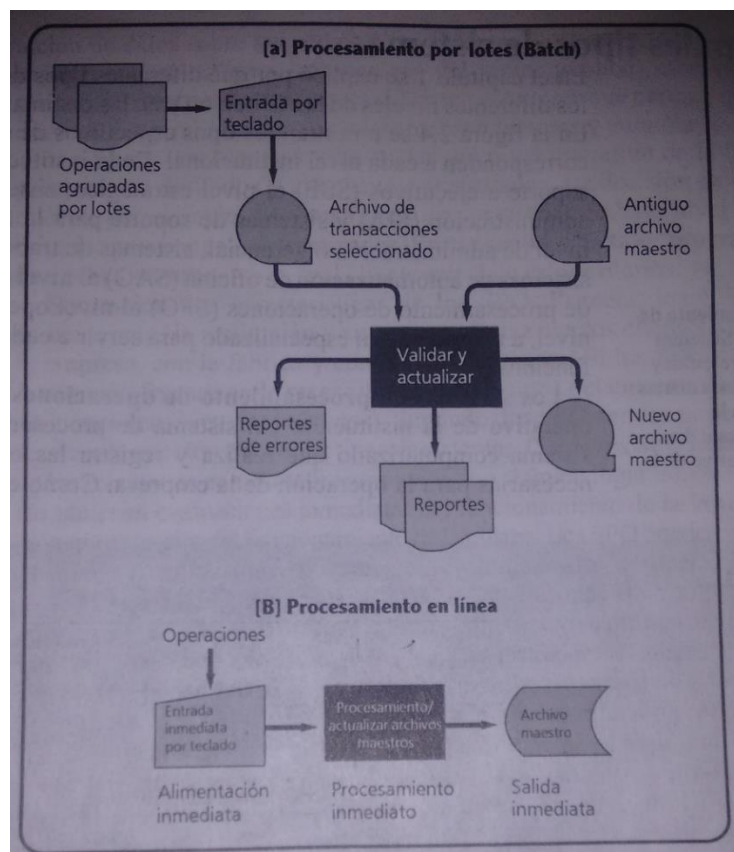 [a] Procesamiento por lotes (Batch)
Entrada por
teclado
Operaciones
agrupadas
por lotes
Archivo de
transacciones
seleccionado
Antiguo
archivo
maestro
Validar y
actualizar
Reportes
de errores
Reportes
Nuevo
archivo
maestro
[B] Procesamiento en línea
Operaciones
Entrada
inmediata
por teclado
Procesamiento/
actualizar archivos
maestros
Archivo
maestro
Alimentación
inmediata
Procesamiento
inmediato
Salida
inmediata